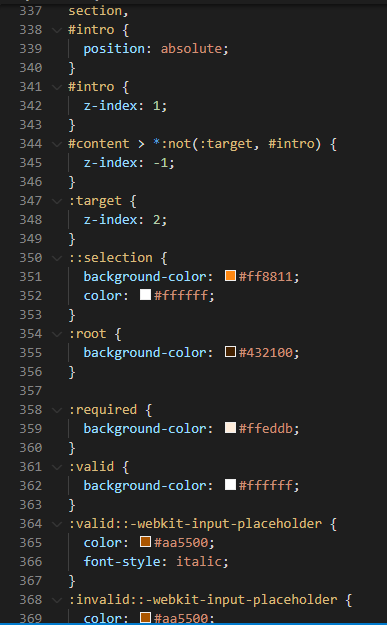 337 section,
338 #intro {
339 position: absolute;
340 }
341 #intro {
342 z-index: 1;
343 }
344 #content > *:not(:target, #intro) {
345 z-index: -1;
346 }
347 :target {
348 z-index: 2;
349 }
350 ::selection {
351 background-color: #ff8811;
352 color: #ffffff;
353 }
354 :root {
355 background-color: #432100;
356 }
357
358 :required {
359 background-color: #ffeddb;
360 }
361 :valid {
362 background-color: #ffffff;
363 }
364 :valid::-webkit-input-placeholder {
365 color: #aa5500;
366 font-style: italic;
367 }
368 :invalid::-webkit-input-placeholder {
369 color: #aa5500;